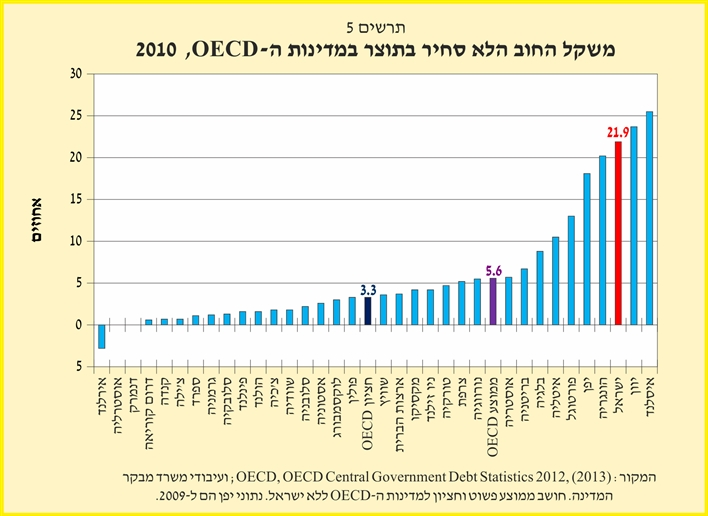 תרשים 5
משקל החוב הלא סחיר בתוצר במדינות ה-OECD, 2010
אחוזים
30
25
20
15
10
5
0
5
21.9
5.6
3.3
אירלנד
אוסטרליה
דנמרק
דרום קוריאה
קנדה
צילה
ספרד
גרמניה
סלובקיה
פינלנד
הולנד
ציכיה
שוודיה
סלובניה
אסטוניה
לוקסמבורג
פולין
חציון OECD
שוויץ
ארצות הברית
מקסיקו
ניו זילנד
טורקיה
צרפת
נורווגיה
ממוצע OECD
אוסטריה
בריטניה
בלגיה
איטליה
פורטוגל
יפן
הונגריה
ישראל
יוון
איסלנד
המקור: OECD, OECD Central Government Debt Statistics 2012, (2013); ועיבודי משרד מבקר
המדינה. חושב ממוצע פשוט וחציון למדינות ה-OECD ללא ישראל. נתוני יפן הם ל-2009.